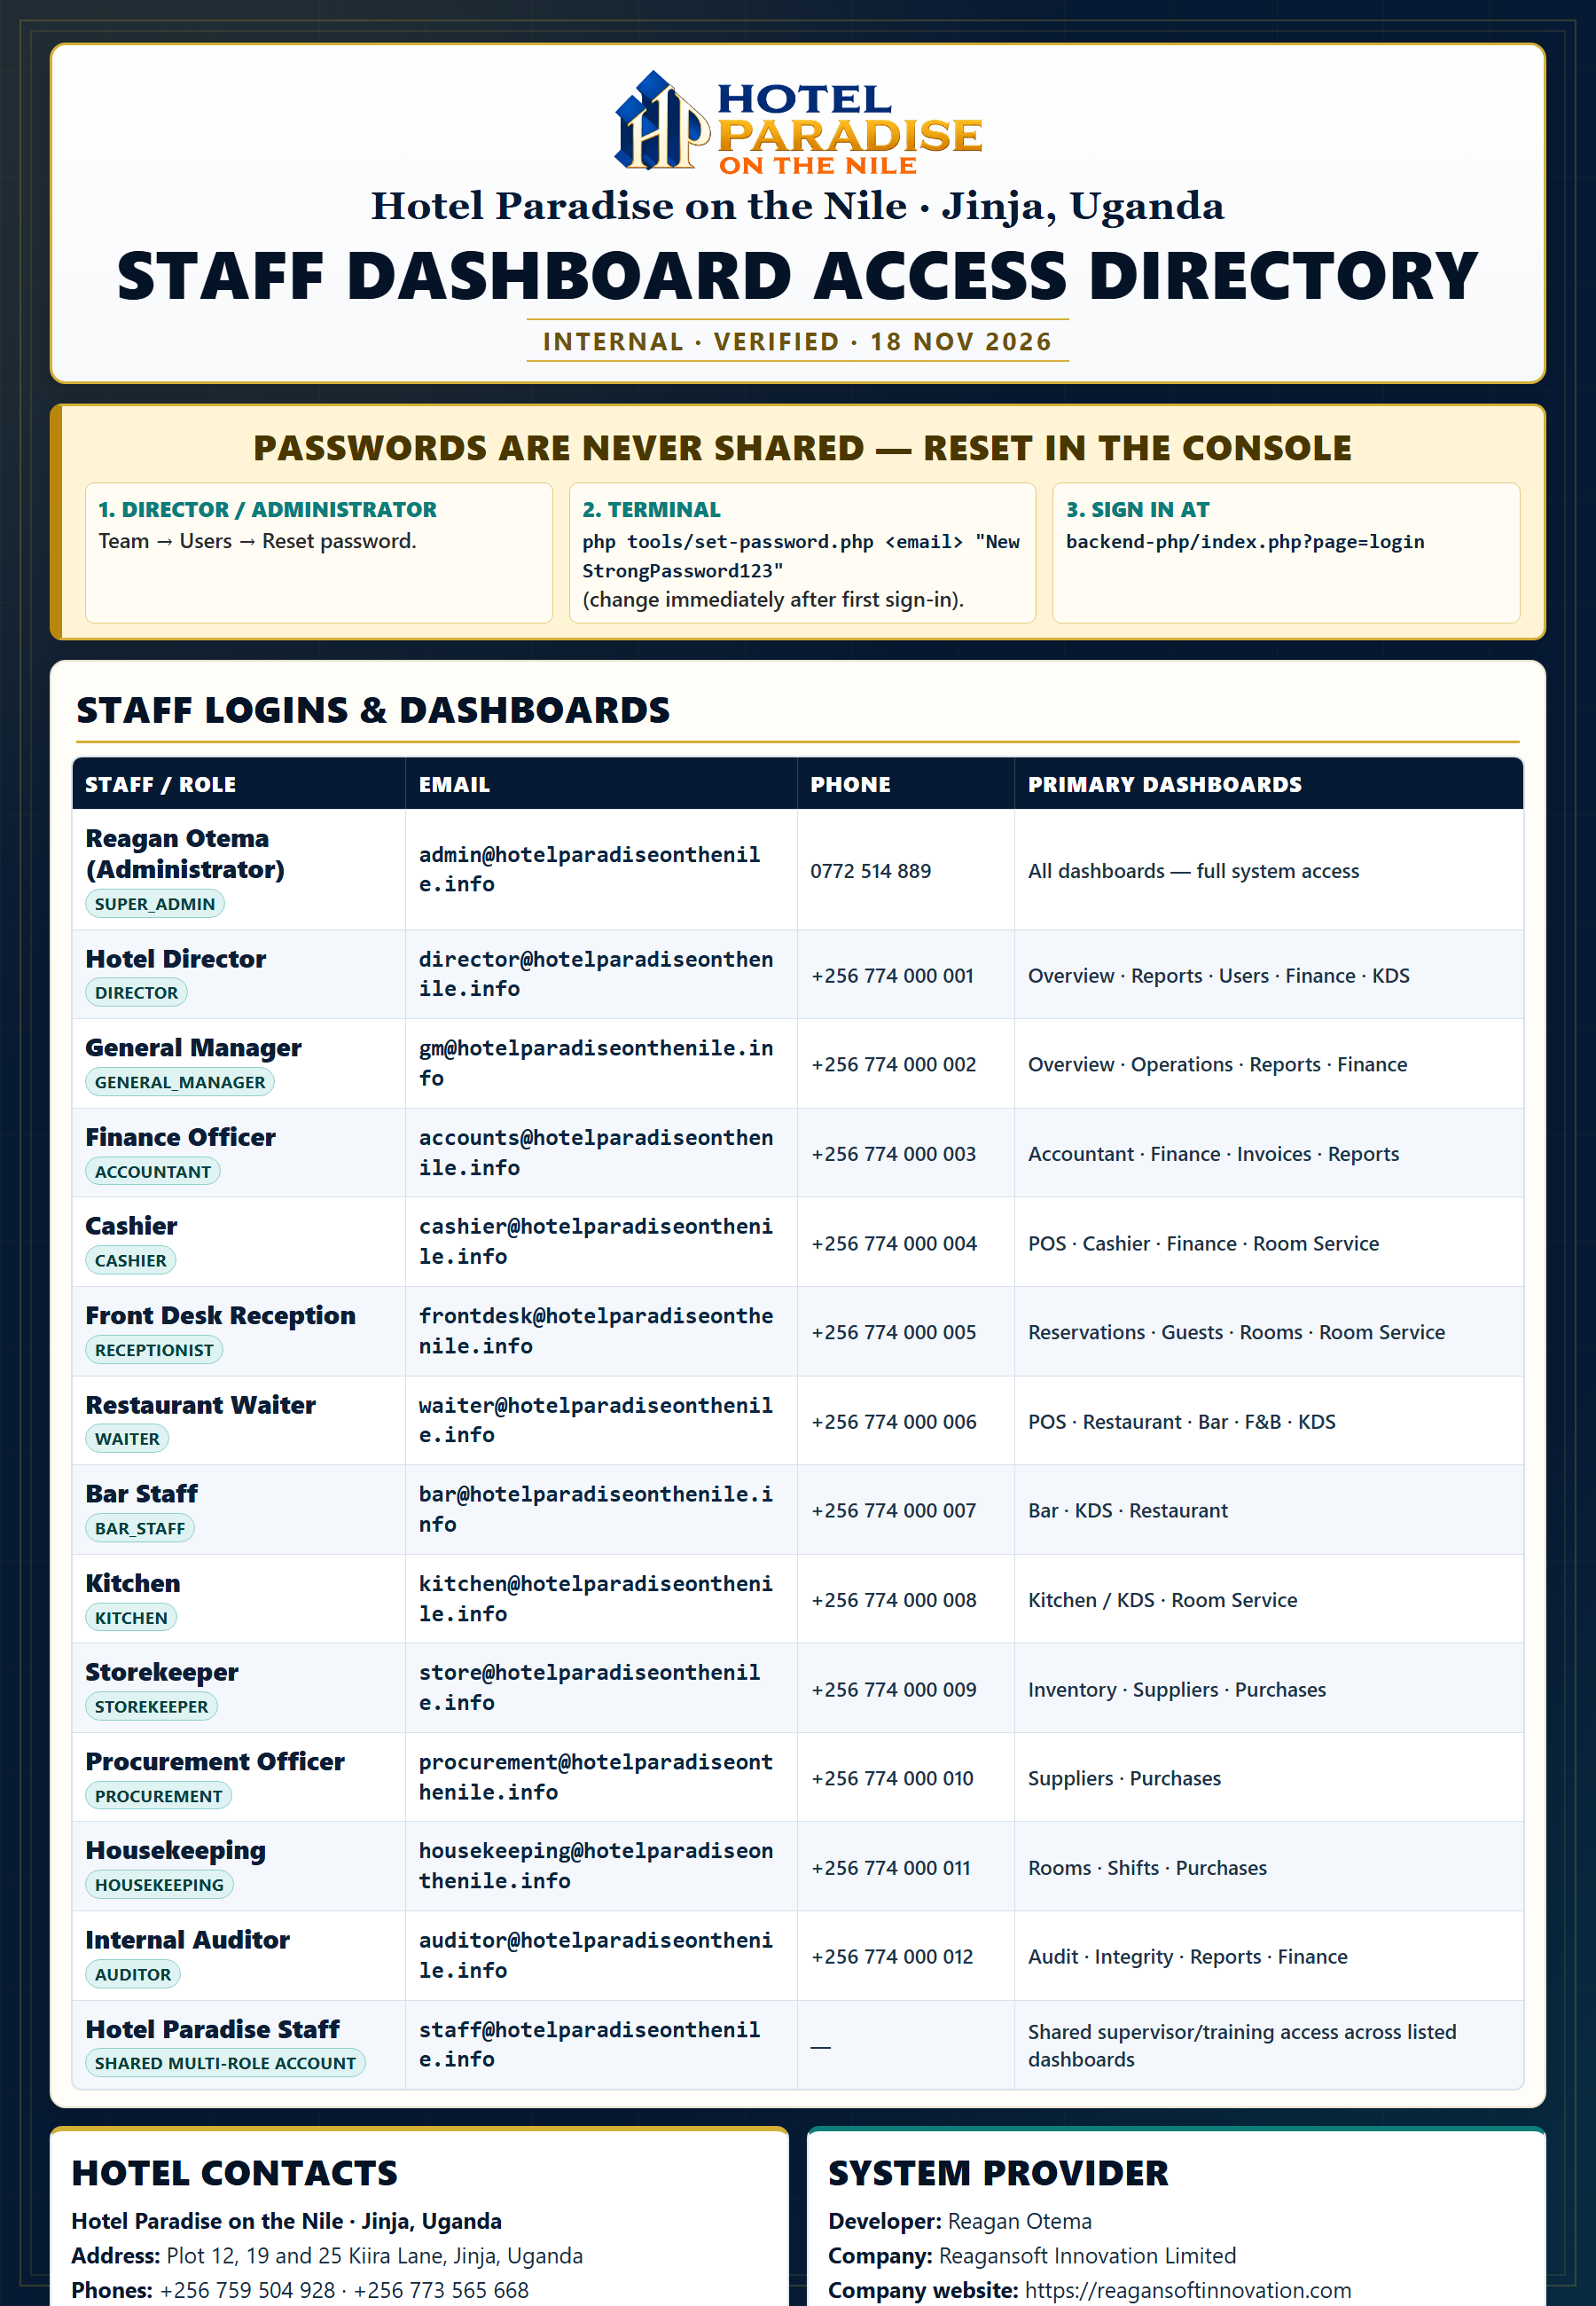 HP HOTEL
PARADISE
ON THE NILE
Hotel Paradise on the Nile · Jinja, Uganda
STAFF DASHBOARD ACCESS DIRECTORY
INTERNAL · VERIFIED · 18 NOV 2026
PASSWORDS ARE NEVER SHARED — RESET IN THE CONSOLE
1. DIRECTOR / ADMINISTRATOR
Team → Users → Reset password.
2. TERMINAL
php tools/set-password.php <email> "New
StrongPassword123"
(change immediately after first sign-in).
3. SIGN IN AT
backend-php/index.php?page=login
STAFF LOGINS & DASHBOARDS
STAFF / ROLE EMAIL PHONE PRIMARY DASHBOARDS
Reagan Otema
(Administrator)
SUPER_ADMIN
admin@hotelparadiseonthenil
e.info
0772 514 889
All dashboards — full system access
Hotel Director
DIRECTOR
director@hotelparadiseonthen
ile.info
+256 774 000 001
Overview · Reports · Users · Finance · KDS
General Manager
GENERAL_MANAGER
gm@hotelparadiseonthenile.in
fo
+256 774 000 002
Overview · Operations · Reports · Finance
Finance Officer
ACCOUNTANT
accounts@hotelparadiseonthen
ile.info
+256 774 000 003
Accountant · Finance · Invoices · Reports
Cashier
CASHIER
cashier@hotelparadiseontheni
le.info
+256 774 000 004
POS · Cashier · Finance · Room Service
Front Desk Reception
RECEPTIONIST
frontdesk@hotelparadiseonthe
nile.info
+256 774 000 005
Reservations · Guests · Rooms · Room Service
Restaurant Waiter
WAITER
waiter@hotelparadiseonthenil
e.info
+256 774 000 006
POS · Restaurant · Bar · F&B · KDS
Bar Staff
BAR_STAFF
bar@hotelparadiseonthenile.i
nfo
+256 774 000 007
Bar · KDS · Restaurant
Kitchen
KITCHEN
kitchen@hotelparadiseontheni
le.info
+256 774 000 008
Kitchen / KDS · Room Service
Storekeeper
STOREKEEPER
store@hotelparadiseonthenil
e.info
+256 774 000 009
Inventory · Suppliers · Purchases
Procurement Officer
PROCUREMENT
procurement@hotelparadiseont
henile.info
+256 774 000 010
Suppliers · Purchases
Housekeeping
HOUSEKEEPING
housekeeping@hotelparadiseon
thenile.info
+256 774 000 011
Rooms · Shifts · Purchases
Internal Auditor
AUDITOR
auditor@hotelparadiseontheni
le.info
+256 774 000 012
Audit · Integrity · Reports · Finance
Hotel Paradise Staff
SHARED MULTI-ROLE ACCOUNT
staff@hotelparadiseonthenil
e.info
—
Shared supervisor/training access across listed
dashboards
HOTEL CONTACTS
Hotel Paradise on the Nile · Jinja, Uganda
Address: Plot 12, 19 and 25 Kiira Lane, Jinja, Uganda
Phones: +256 759 504 928 · +256 773 565 668
SYSTEM PROVIDER
Developer: Reagan Otema
Company: Reagansoft Innovation Limited
Company website: https://reagansoftinnovation.com